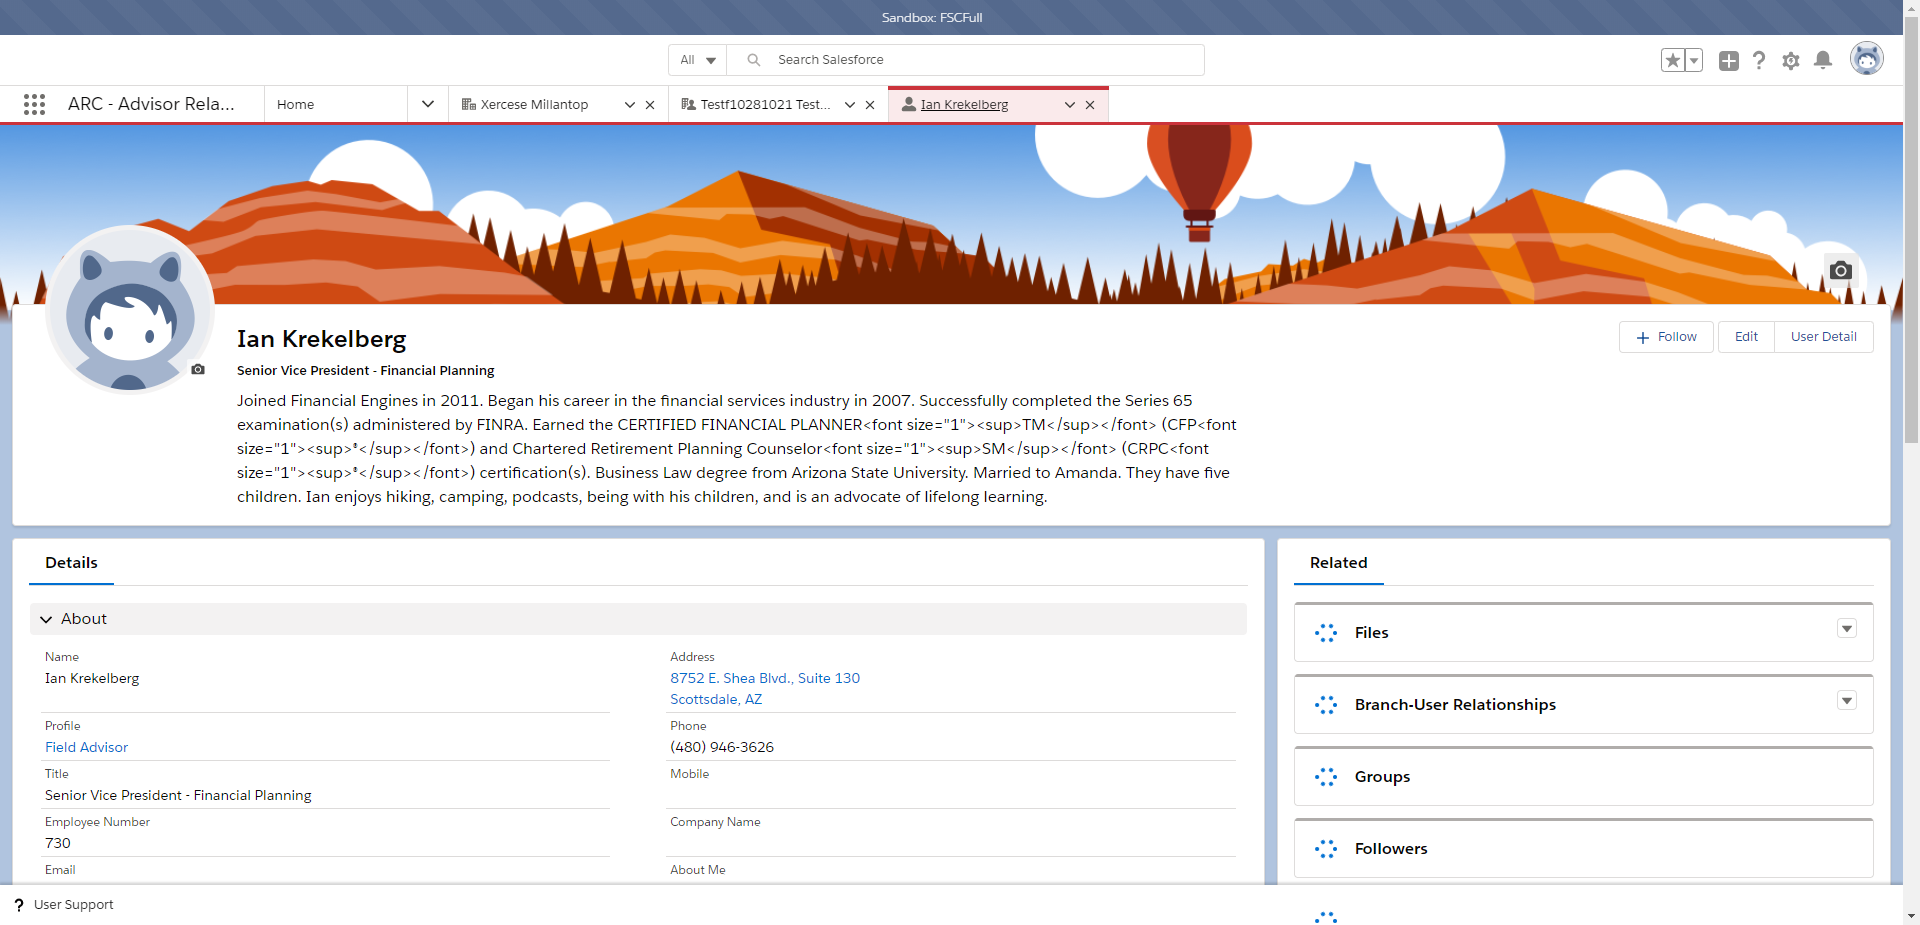 Sandbox: FSCFull
All
Search Salesforce
ARC - Advisor Rela...
Home
Xercese Millantop
Testf10281021 Test...
Ian Krekelberg
Ian Krekelberg
+ Follow
Edit
User Detail
Senior Vice President - Financial Planning
Joined Financial Engines in 2011. Began his career in the financial services industry in 2007. Successfully completed the Series 65
examination(s) administered by FINRA. Earned the CERTIFIED FINANCIAL PLANNER<font size="1"><sup>TM</sup></font> (CFP<font
size="1"><sup>®</sup></font>) and Chartered Retirement Planning Counselor<font size="1"><sup>SM</sup></font> (CRPC<font
size="1"><sup>®</sup></font>) certification(s). Business Law degree from Arizona State University. Married to Amanda. They have five
children. Ian enjoys hiking, camping, podcasts, being with his children, and is an advocate of lifelong learning.
Details
About
Name
Ian Krekelberg
Address
8752 E. Shea Blvd., Suite 130
Scottsdale, AZ
Profile
Field Advisor
Phone
(480) 946-3626
Title
Senior Vice President - Financial Planning
Mobile
Employee Number
730
Company Name
Email
About Me
Related
Files
Branch-User Relationships
Groups
Followers
? User Support